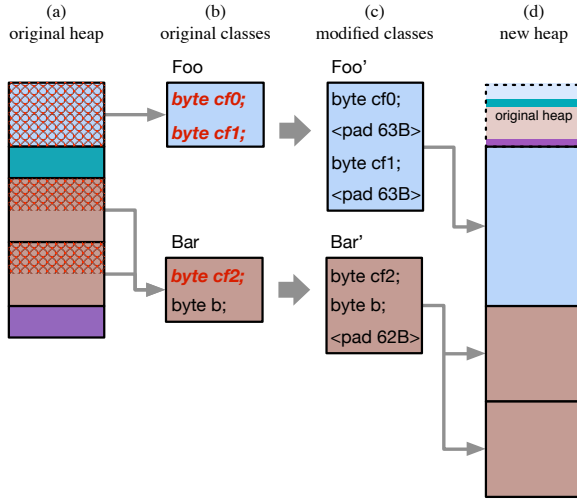 (a)
original heap
(b)
original classes
(c)
modified classes
(d)
new heap
Foo
byte cf0;
byte cf1;
Foo'
byte cf0;
<pad 63B>
byte cf1;
<pad 63B>
original heap
Bar
byte cf2;
byte b;
Bar'
byte cf2;
byte b;
<pad 62B>